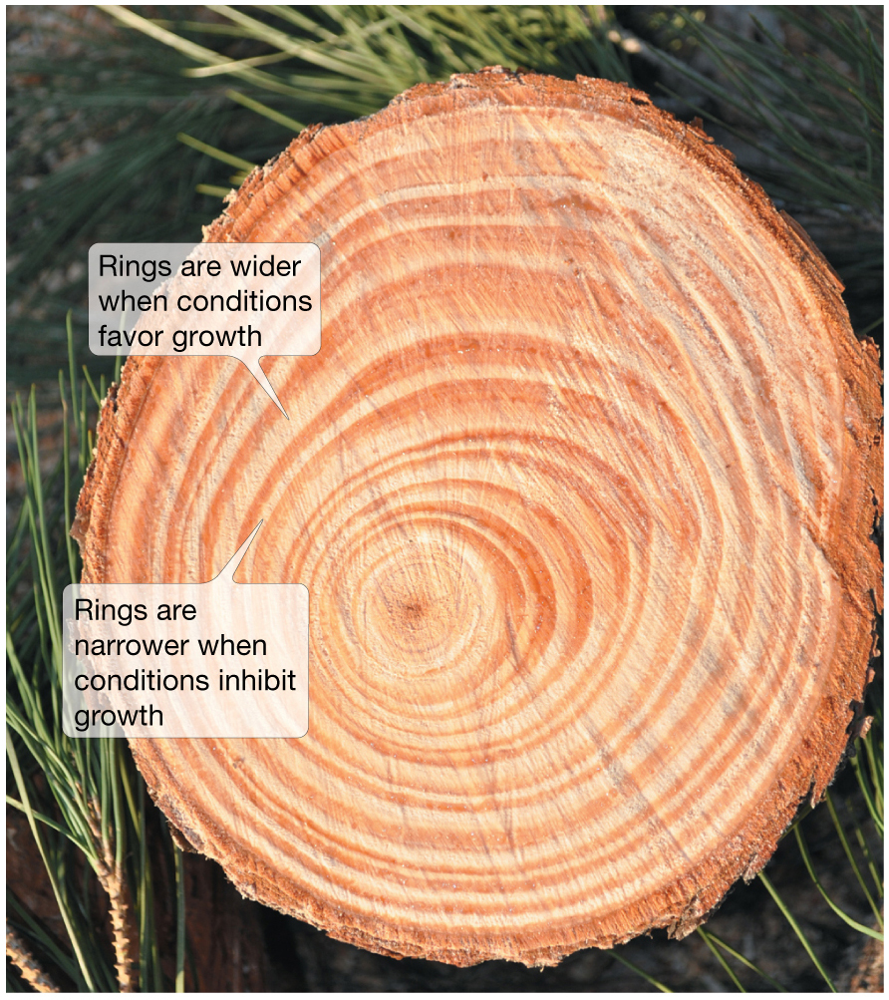 Rings are wider
when conditions
favor growth
Rings are
narrower when
conditions inhibit
growth